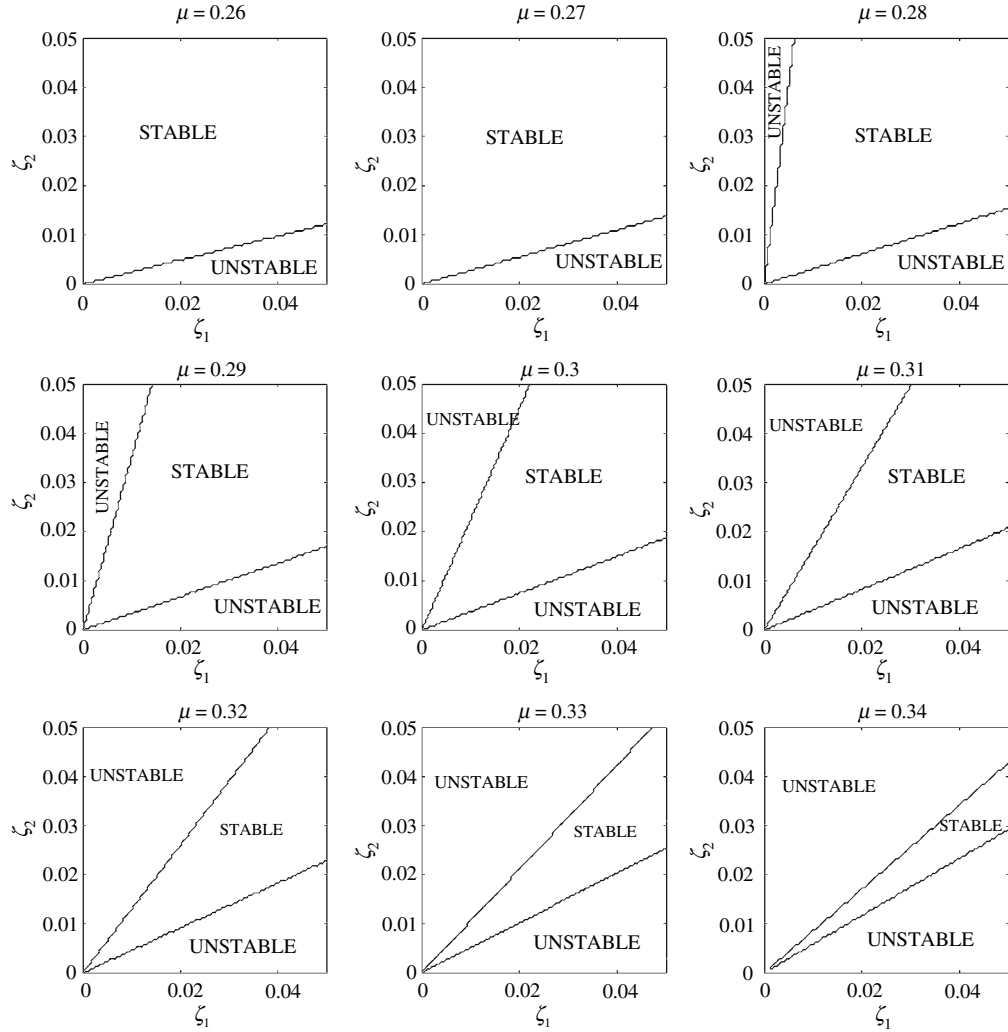 μ = 0.26
0.05
0.04
0.03
0.02
0.01
0
ζ2
STABLE
UNSTABLE
0
0.02
0.04
ζ1
μ = 0.27
0.05
0.04
0.03
0.02
0.01
0
ζ2
STABLE
UNSTABLE
0
0.02
0.04
ζ1
μ = 0.28
0.05
0.04
0.03
0.02
0.01
0
ζ2
UNSTABLE
STABLE
UNSTABLE
0
0.02
0.04
ζ1
μ = 0.29
0.05
0.04
0.03
0.02
0.01
0
ζ2
UNSTABLE
STABLE
UNSTABLE
0
0.02
0.04
ζ1
μ = 0.3
0.05
0.04
0.03
0.02
0.01
0
ζ2
UNSTABLE
STABLE
UNSTABLE
0
0.02
0.04
ζ1
μ = 0.31
0.05
0.04
0.03
0.02
0.01
0
ζ2
UNSTABLE
STABLE
UNSTABLE
0
0.02
0.04
ζ1
μ = 0.32
0.05
0.04
0.03
0.02
0.01
0
ζ2
UNSTABLE
STABLE
UNSTABLE
0
0.02
0.04
ζ1
μ = 0.33
0.05
0.04
0.03
0.02
0.01
0
ζ2
UNSTABLE
STABLE
UNSTABLE
0
0.02
0.04
ζ1
μ = 0.34
0.05
0.04
0.03
0.02
0.01
0
ζ2
UNSTABLE
STABLE
UNSTABLE
0
0.02
0.04
ζ1